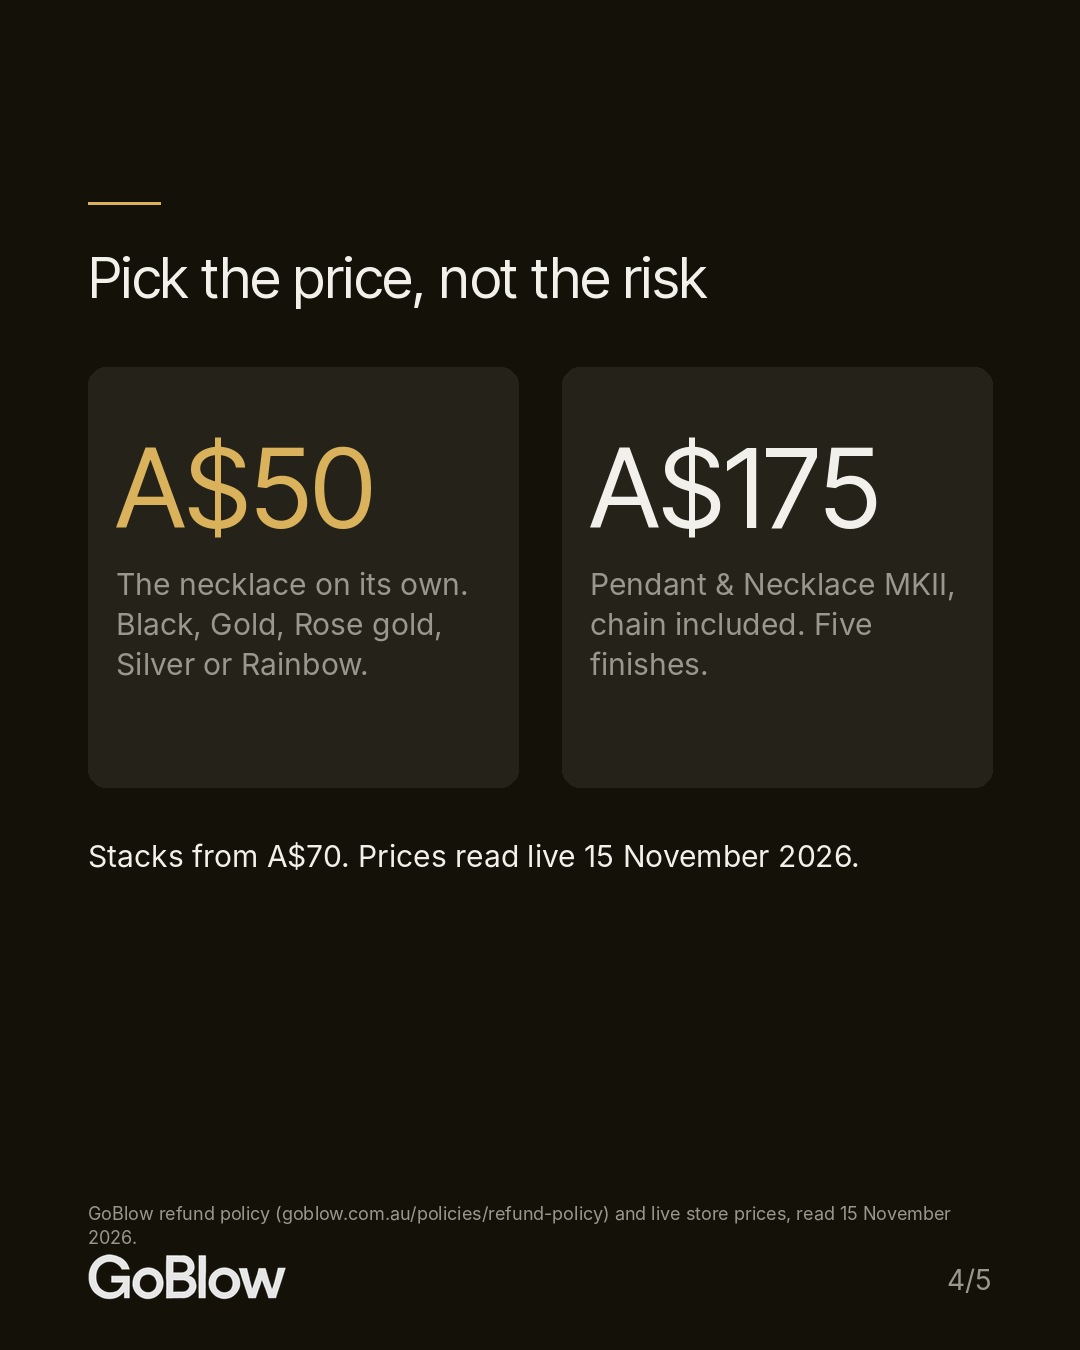 Pick the price, not the risk
A$50
The necklace on its own.
Black, Gold, Rose gold,
Silver or Rainbow.
A$175
Pendant & Necklace MKII,
chain included. Five
finishes.
Stacks from A$70. Prices read live 15 November 2026.
GoBlow refund policy (goblow.com.au/policies/refund-policy) and live store prices, read 15 November
2026.
GoBlow
4/5